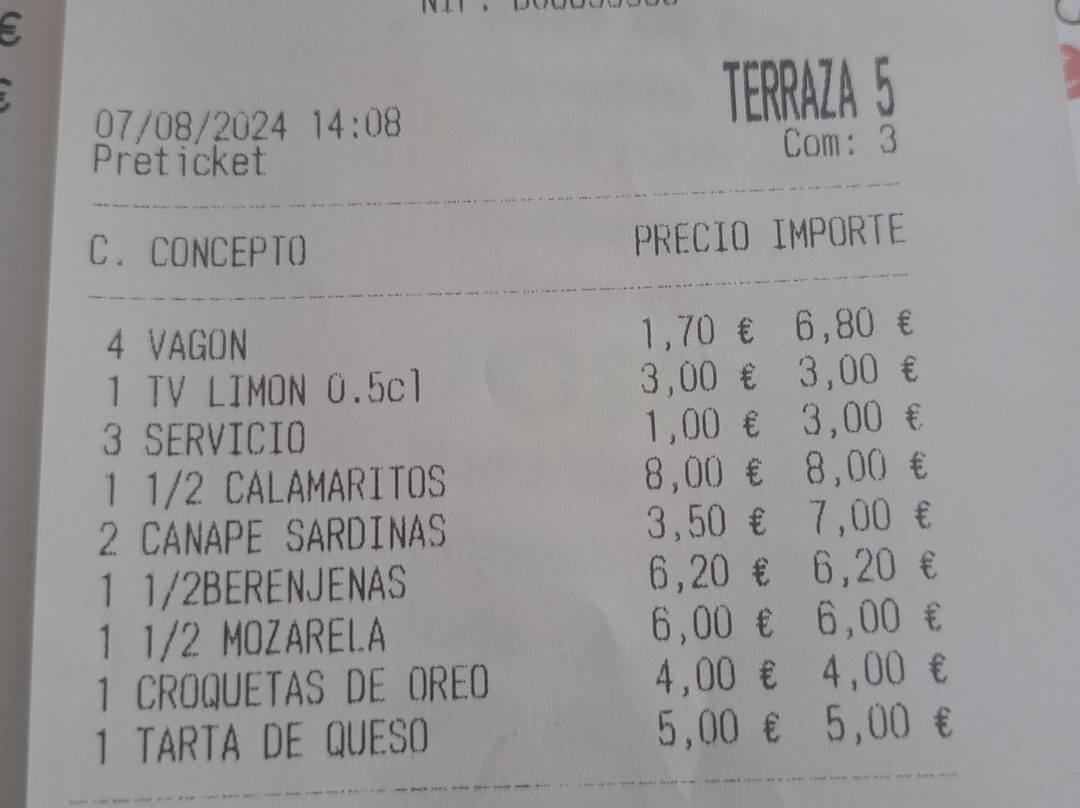 €
€
TERRAZA 5
07/08/2024 14:08
Com: 3
Preticket
C. CONCEPTO PRECIO IMPORTE
4 VAGON 1,70 € 6,80 €
1 TV LIMON 0.5cl 3,00 € 3,00 €
3 SERVICIO 1,00 € 3,00 €
1 1/2 CALAMARITOS 8,00 € 8,00 €
2 CANAPE SARDINAS 3,50 € 7,00 €
1 1/2BERENJENAS 6,20 € 6,20 €
1 1/2 MOZARELA 6,00 € 6,00 €
1 CROQUETAS DE OREO 4,00 € 4,00 €
1 TARTA DE QUESO 5,00 € 5,00 €